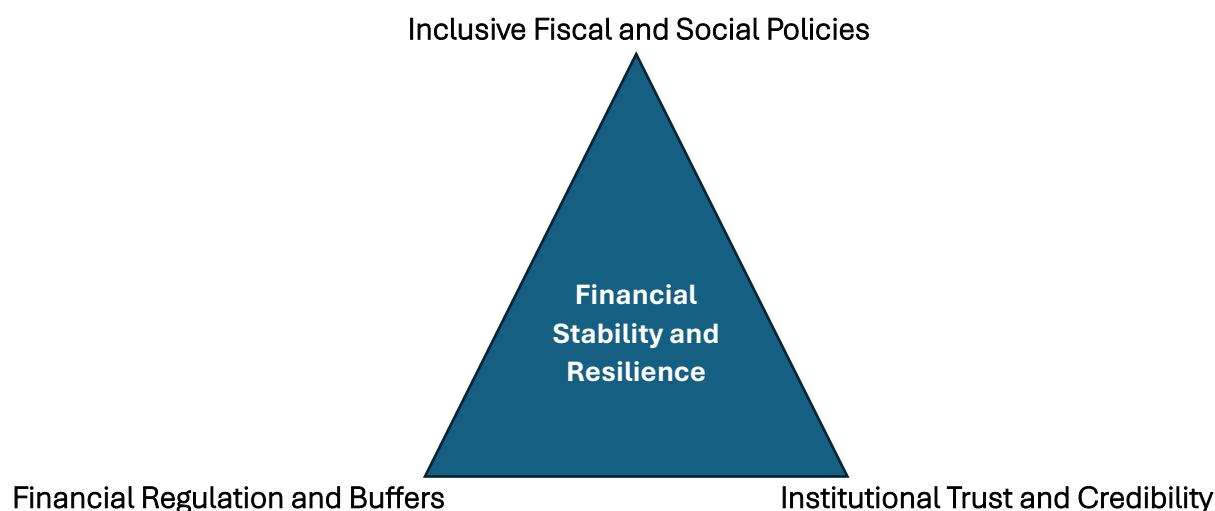 Inclusive Fiscal and Social Policies
Financial
Stability and
Resilience
Financial Regulation and Buffers
Institutional Trust and Credibility